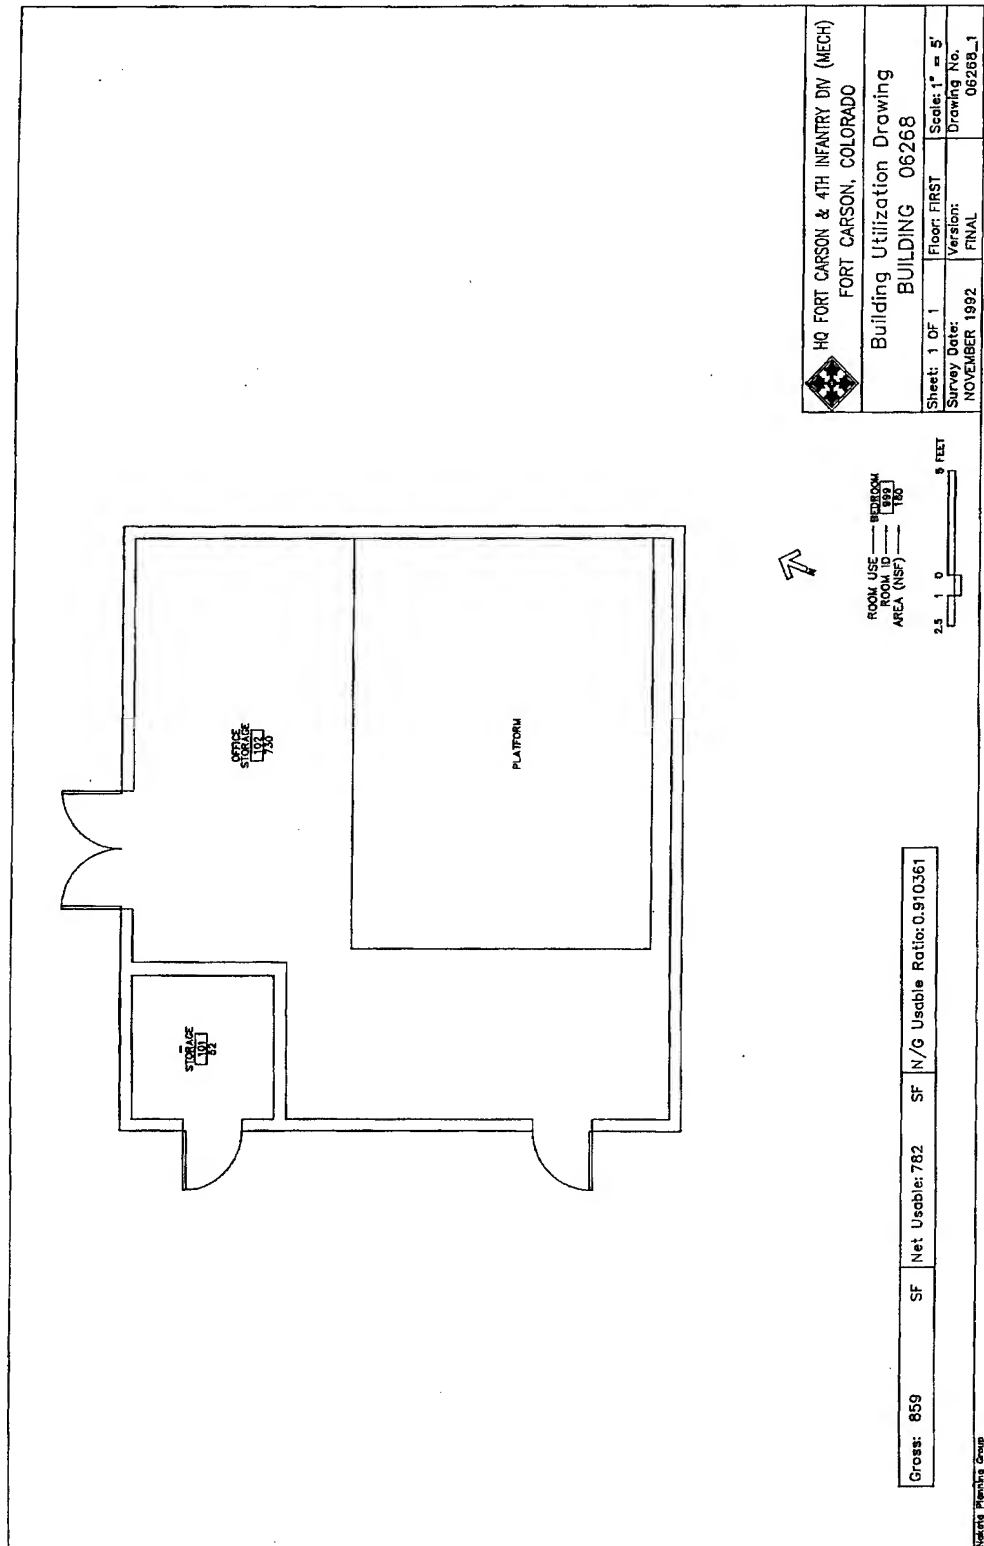 OFFICE
STORAGE
102
730
STORAGE
101
52
PLATFORM
ROOM USE BEDROOM
ROOM ID 999
AREA (NSF) 180
2.5 1 0 5 FEET
Gross: 859 SF Net Usable: 782 SF N/G Usable Ratio: 0.910361
HQ FORT CARSON & 4TH INFANTRY DIV (MECH)
FORT CARSON, COLORADO
Building Utilization Drawing
BUILDING 06268
Sheet: 1 OF 1 Floor: FIRST Scale: 1" = 5'
Survey Date: Version: Drawing No.
NOVEMBER 1992 FINAL 06268_1
Nakata Planning Group